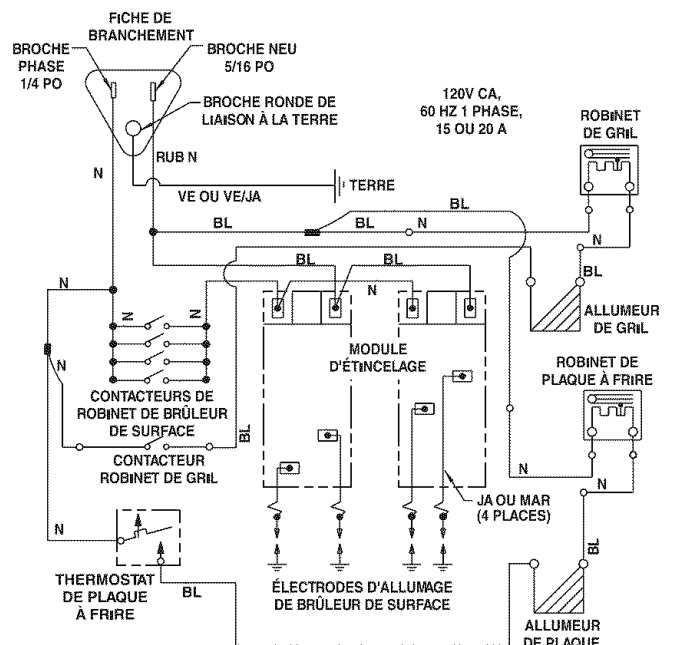 FICHE DE
BRANCHEMENT
BROCHE
PHASE
1/4 PO
BROCHE NEU
5/16 PO
BROCHE RONDE DE
LIAISON À LA TERRE
120V CA,
60 HZ 1 PHASE,
15 OU 20 A
ROBINET
DE GRIL
N
RUB N
VE OU VE/JA
TERRE
BL
BL
BL
N
N
BL
BL
BL
N
N
N
N
N
ALLUMEUR
DE GRIL
MODULE
D'ÉTINCELAGE
ROBINET DE
PLAQUE À FRIRE
CONTACTEURS DE
ROBINET DE BRÛLEUR
DE SURFACE
BL
CONTACTEUR
ROBINET DE GRIL
N
N
JA OU MAR
(4 PLACES)
N
BL
THERMOSTAT
DE PLAQUE
À FRIRE
BL
ÉLECTRODES D'ALLUMAGE
DE BRÛLEUR DE SURFACE
ALLUMEUR
DE PLAQUE